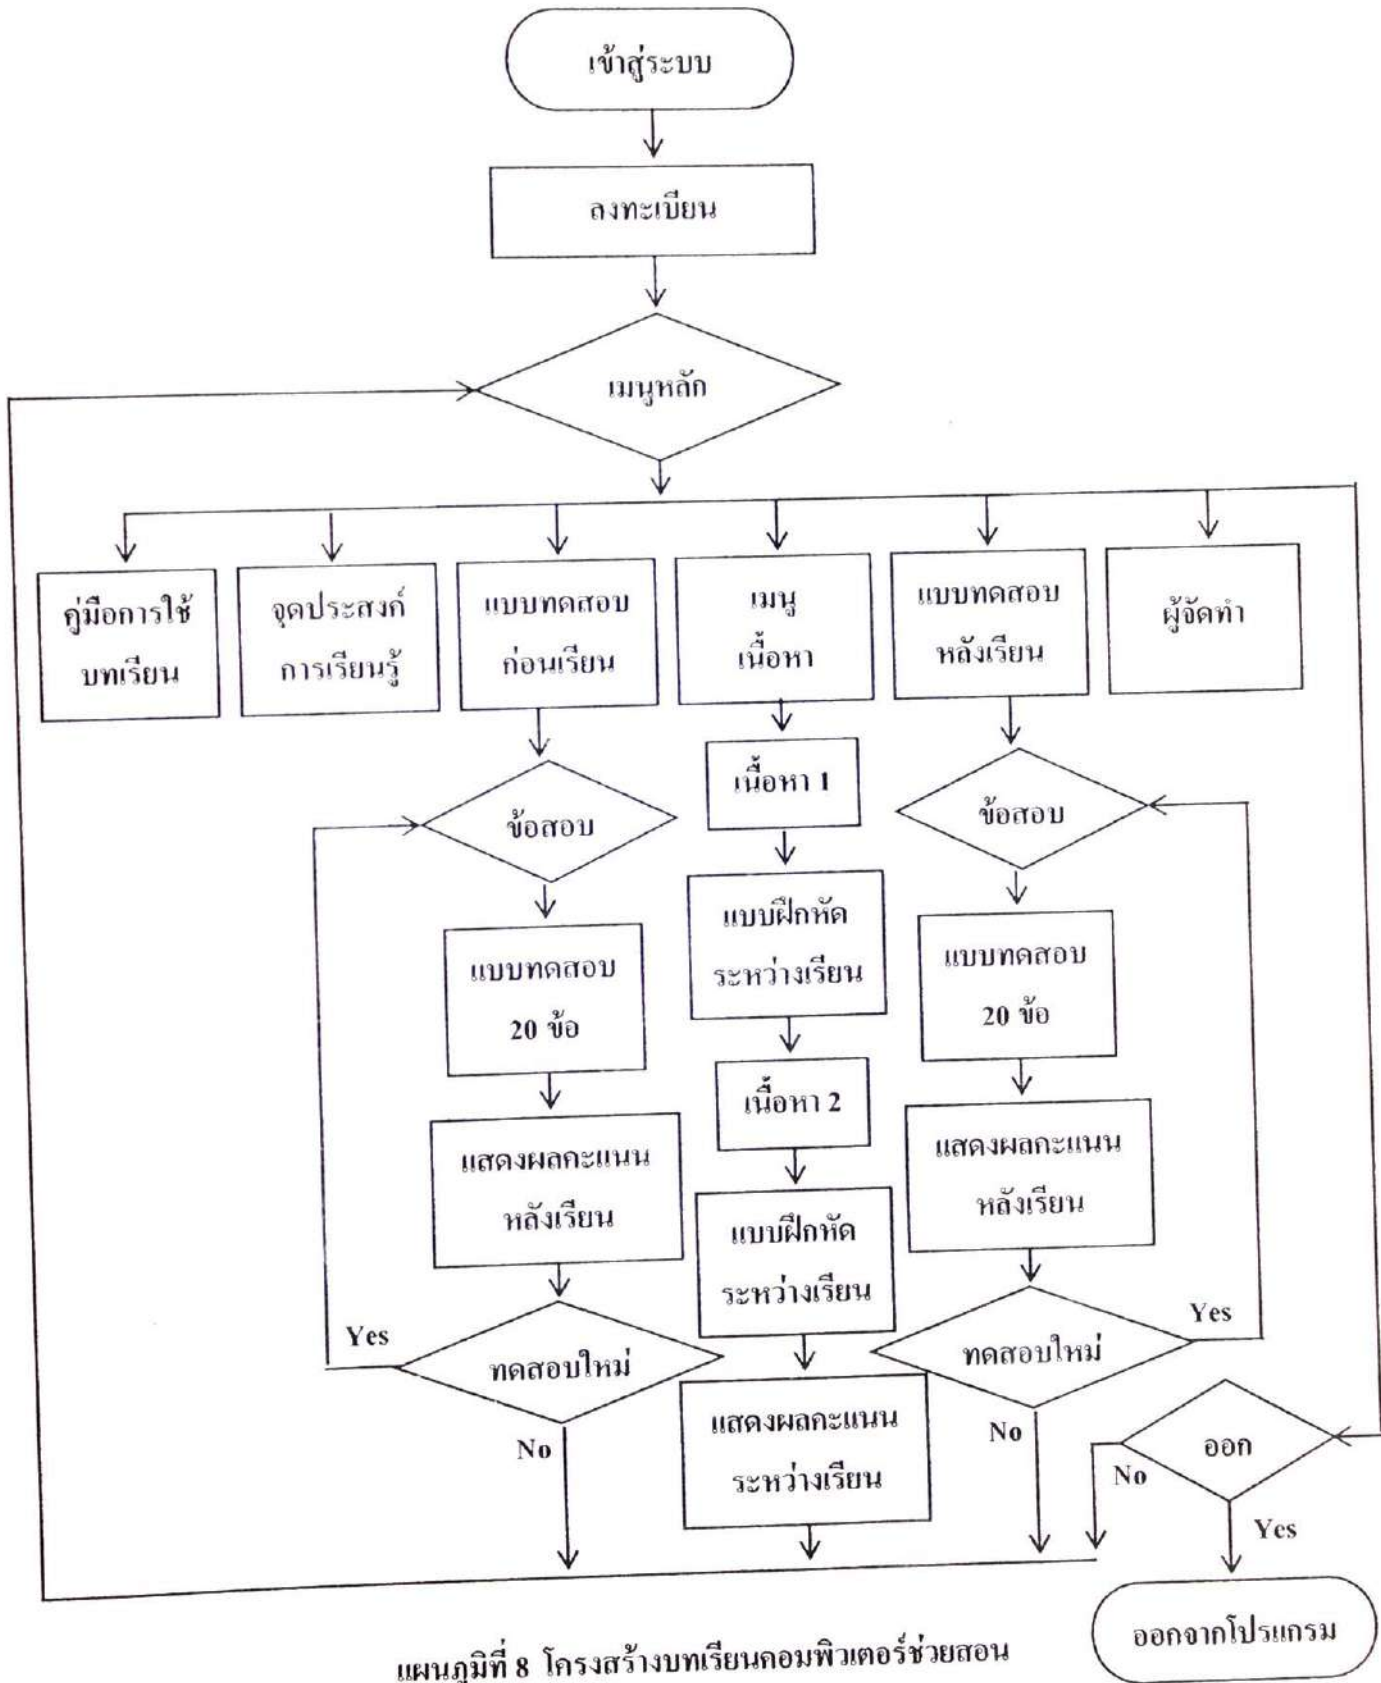 เข้าสู่ระบบ
ลงทะเบียน
เมนูหลัก
คู่มือการใช้
บทเรียน
จุดประสงค์
การเรียนรู้
แบบทดสอบ
ก่อนเรียน
เมนู
เนื้อหา
แบบทดสอบ
หลังเรียน
ผู้จัดทำ
ข้อสอบ
แบบทดสอบ
20 ข้อ
แสดงผลคะแนน
หลังเรียน
Yes
ทดสอบใหม่
No
เนื้อหา 1
แบบฝึกหัด
ระหว่างเรียน
เนื้อหา 2
แบบฝึกหัด
ระหว่างเรียน
แสดงผลคะแนน
ระหว่างเรียน
ข้อสอบ
แบบทดสอบ
20 ข้อ
แสดงผลคะแนน
หลังเรียน
Yes
ทดสอบใหม่
No
ออก
No
Yes
ออกจากโปรแกรม
แผนภูมิที่ 8 โครงสร้างบทเรียนคอมพิวเตอร์ช่วยสอน